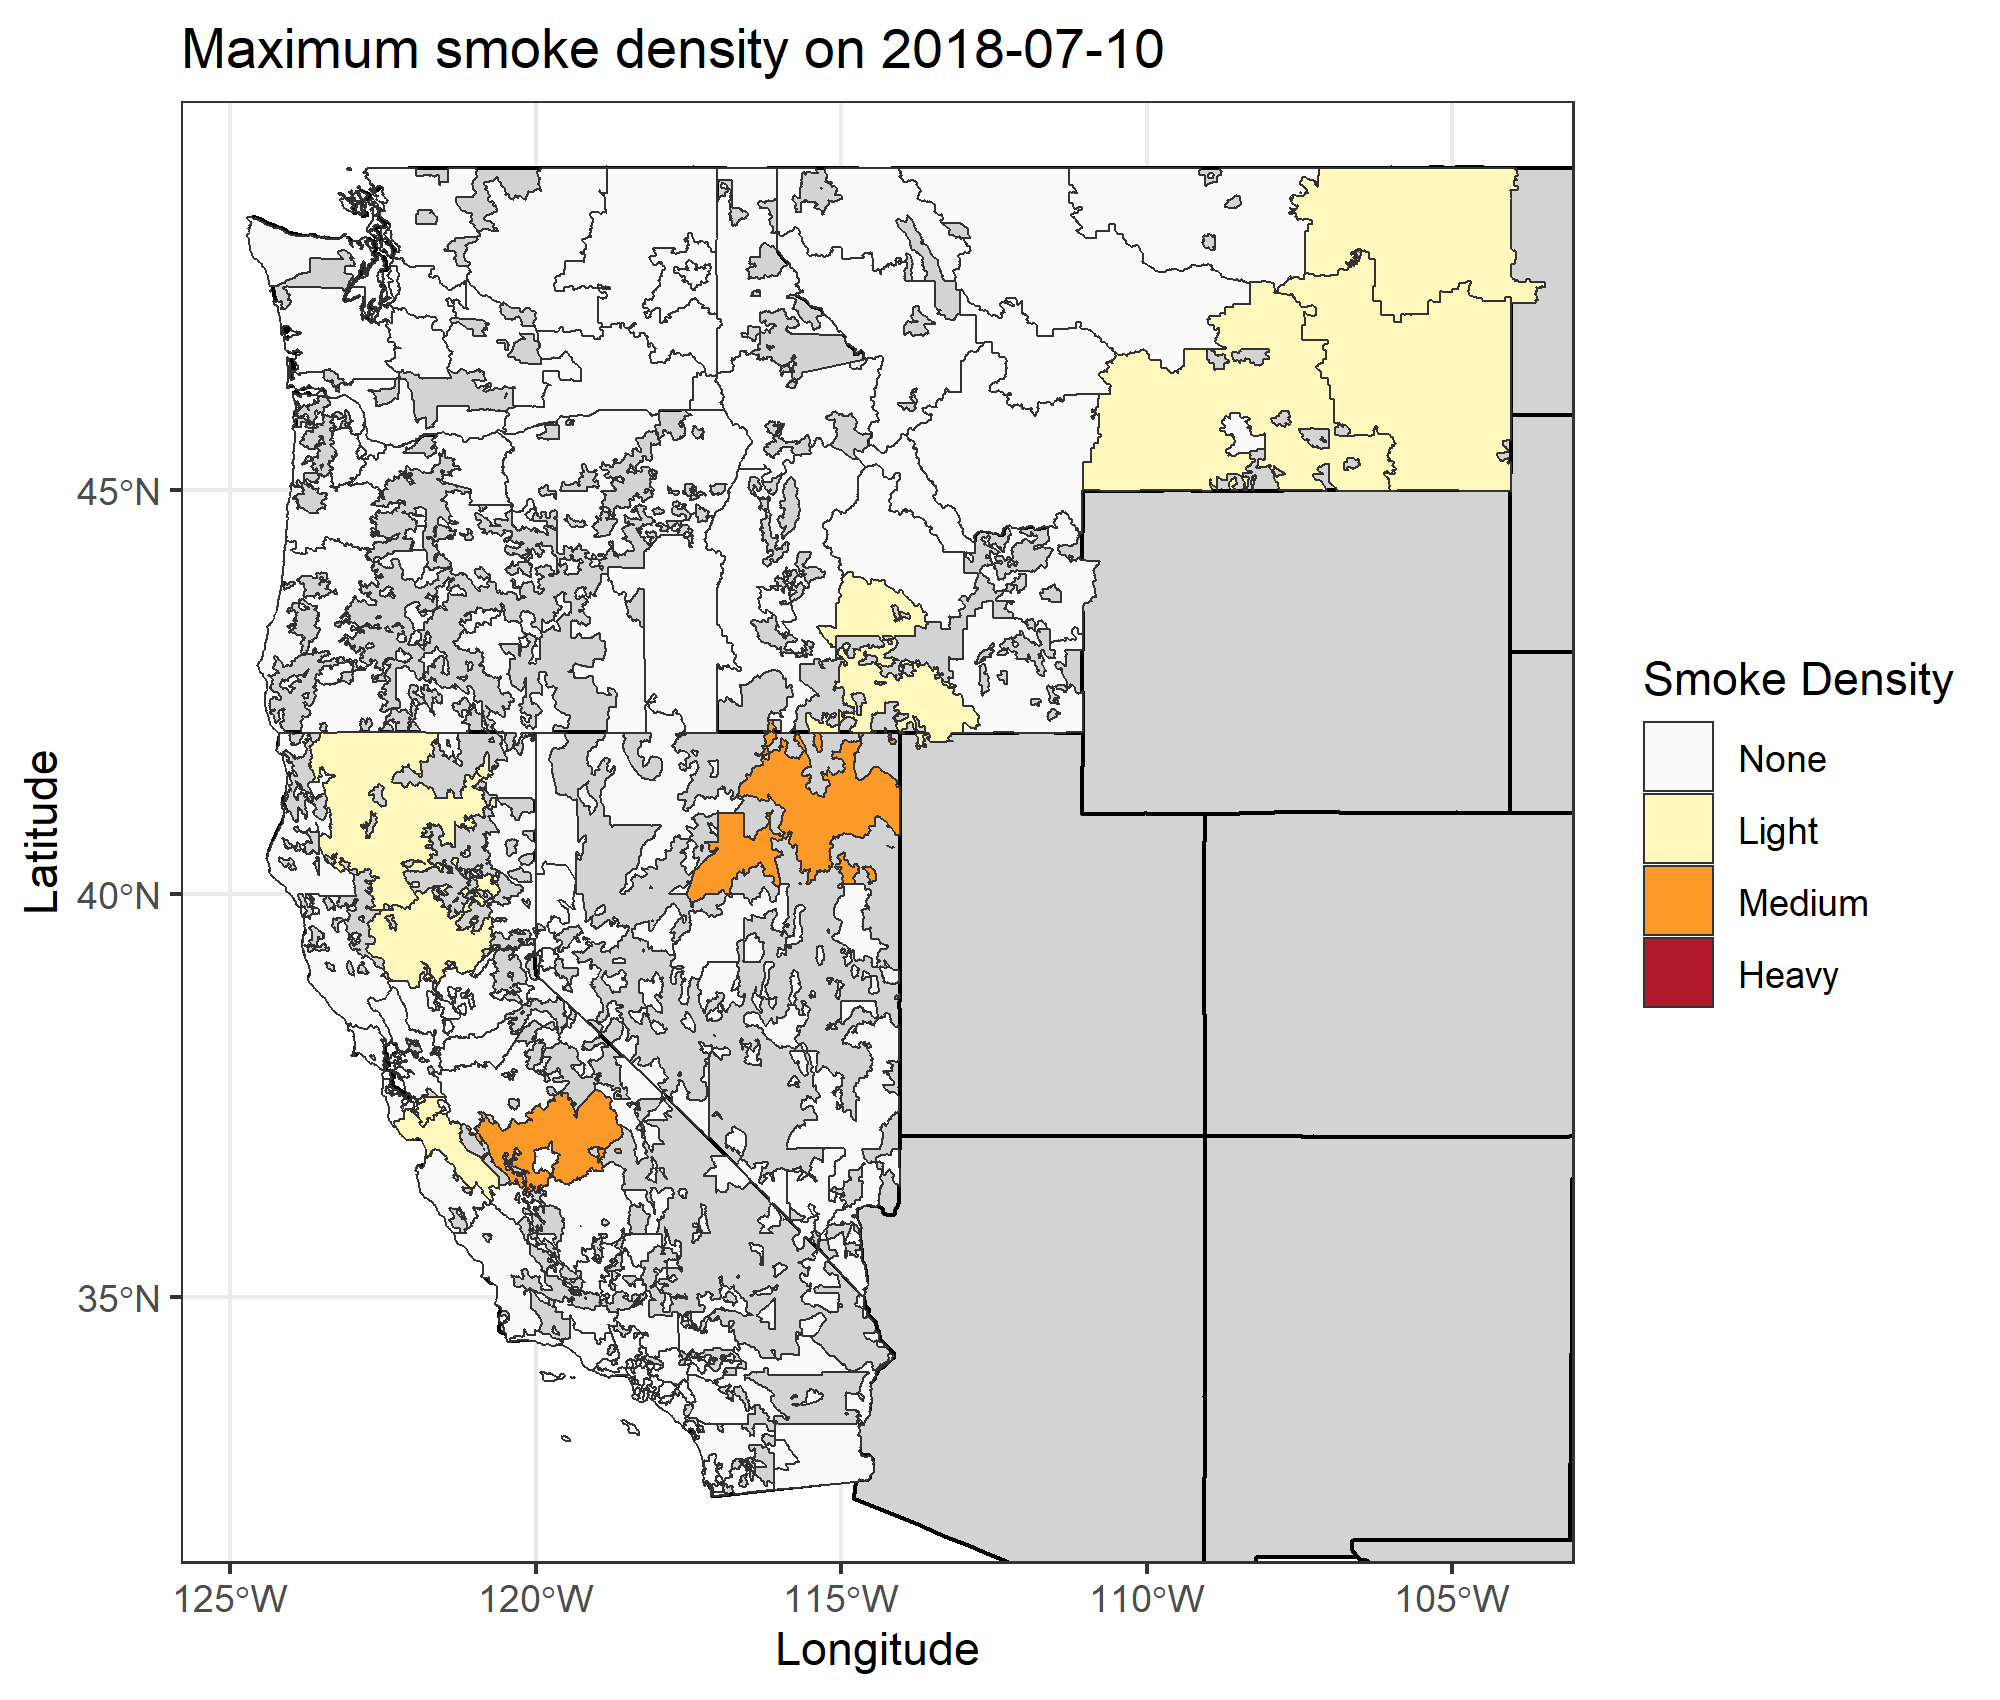 Maximum smoke density on 2018-07-10
45°N
40°N
35°N
Latitude
125°W
120°W
115°W
110°W
105°W
Longitude
Smoke Density
None
Light
Medium
Heavy